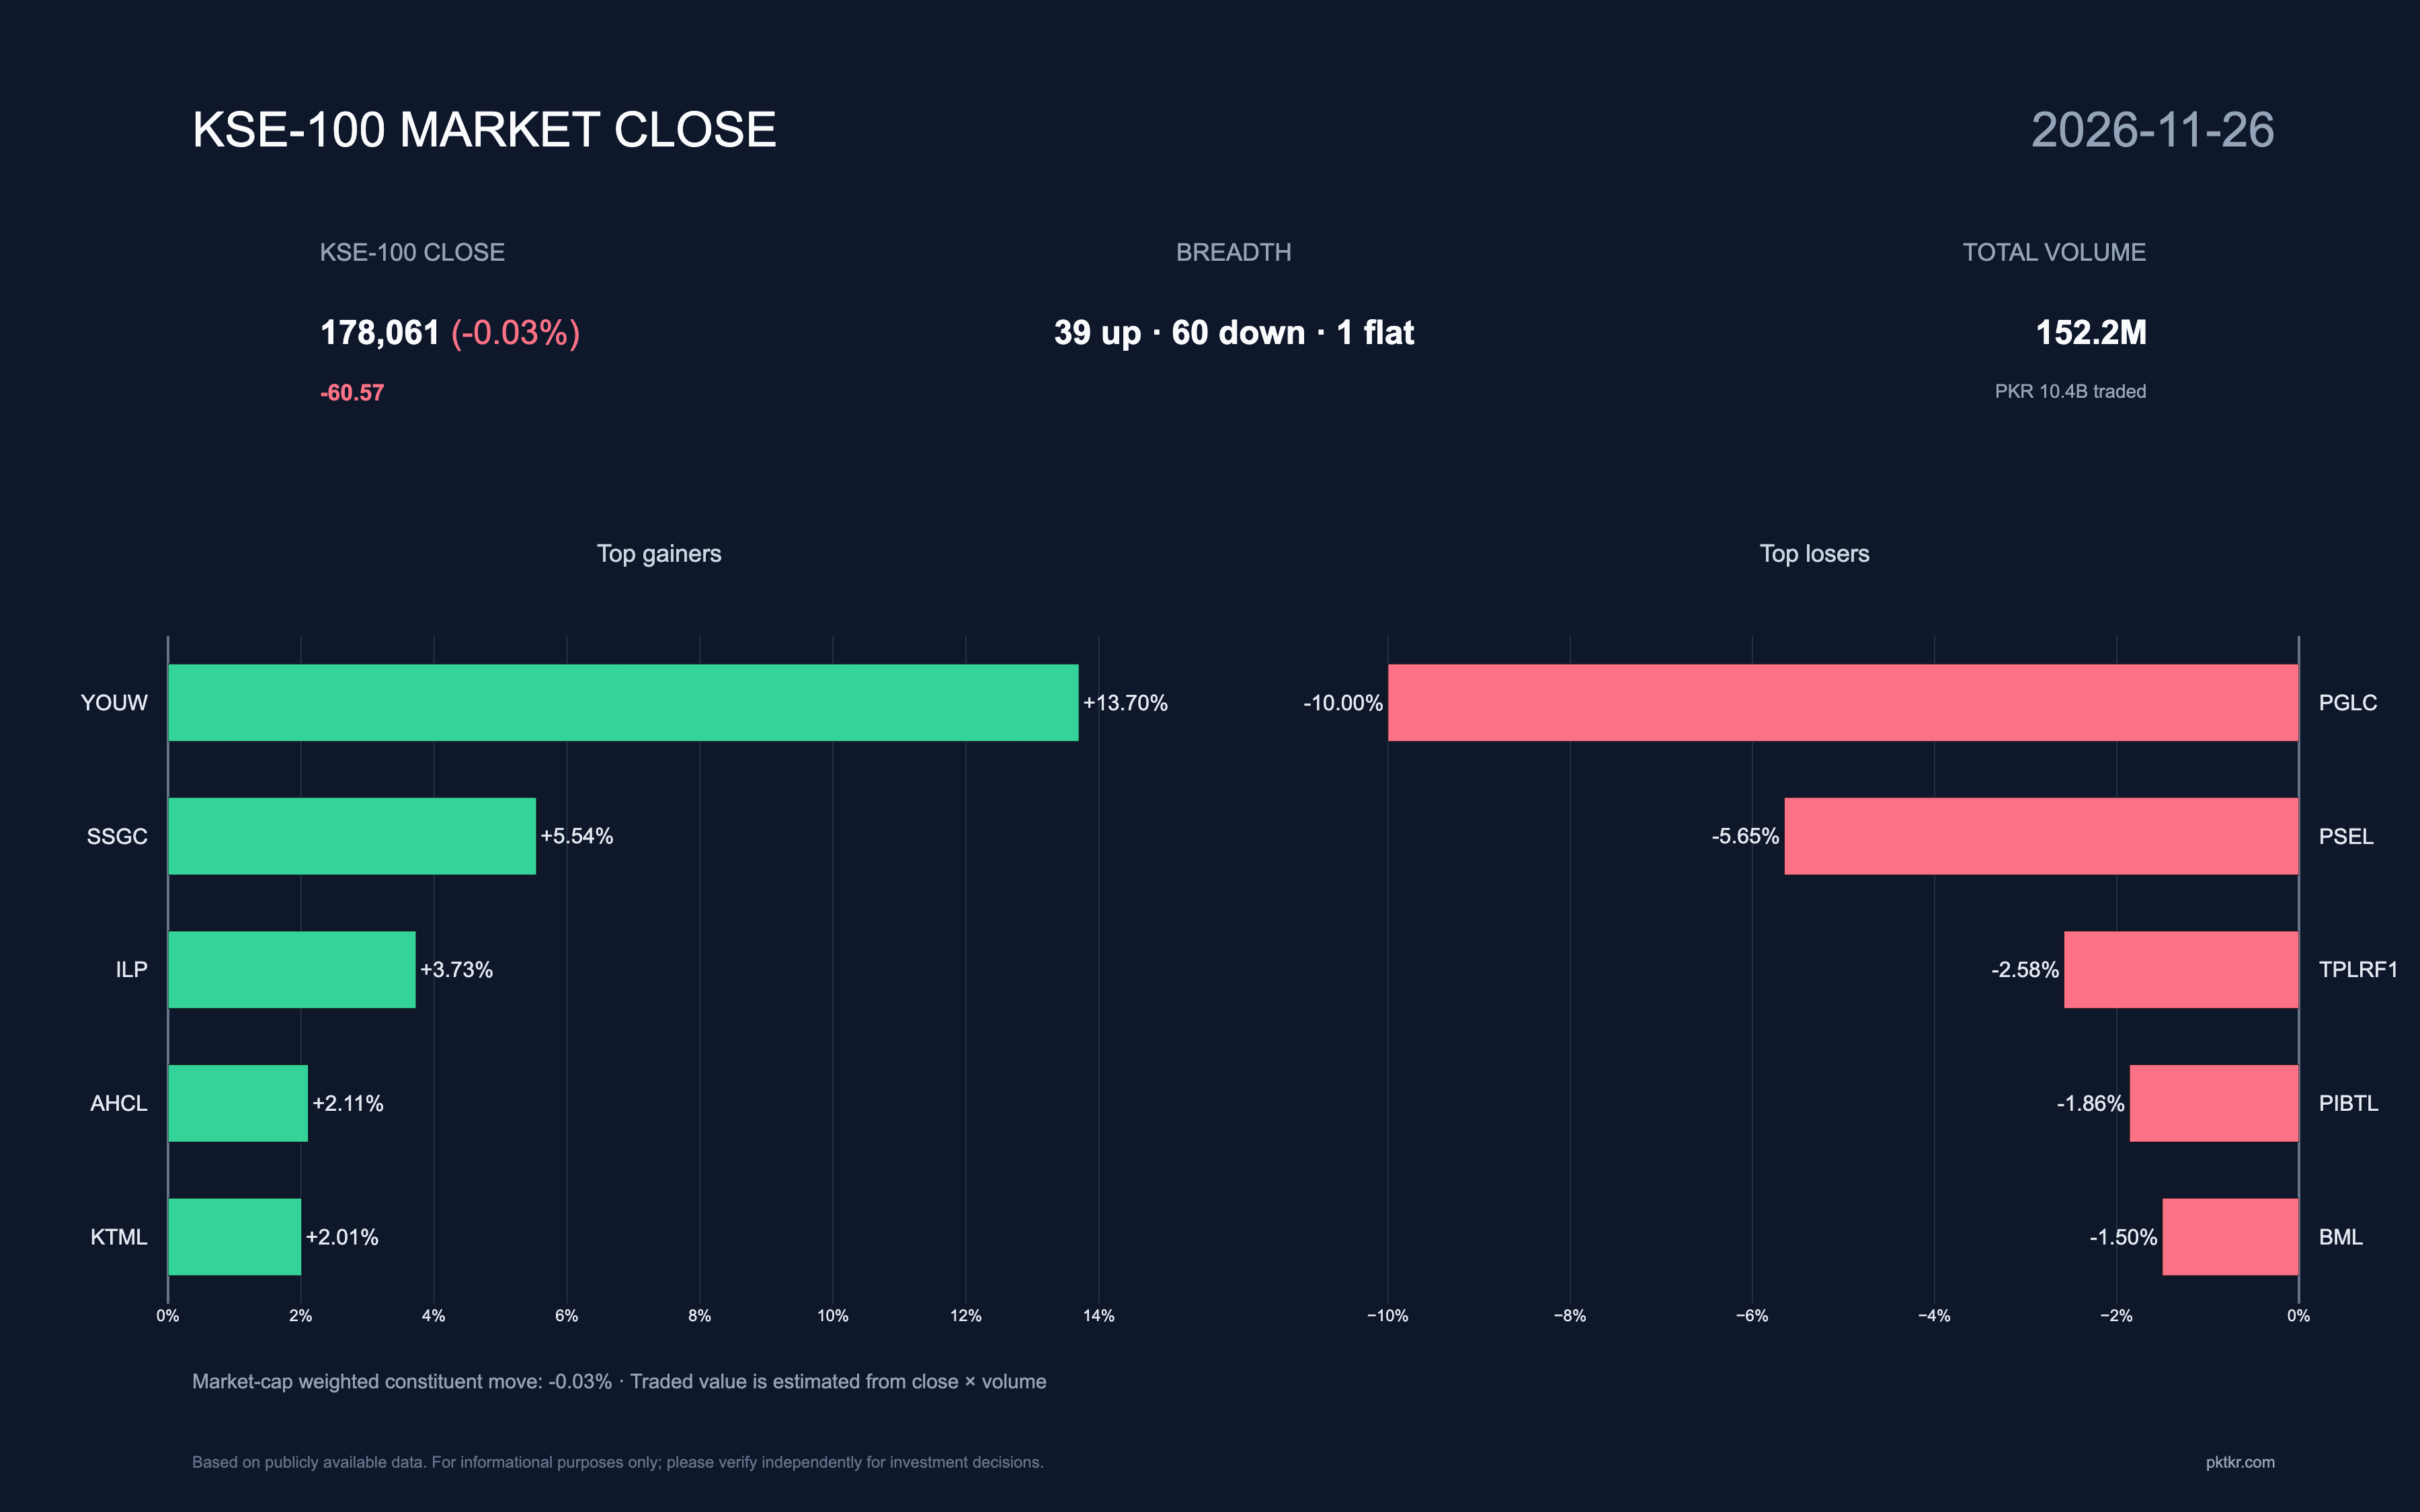 KSE-100 MARKET CLOSE
2026-11-26
KSE-100 CLOSE
178,061 (-0.03%)
-60.57
BREADTH
39 up · 60 down · 1 flat
TOTAL VOLUME
152.2M
PKR 10.4B traded
Top gainers
YOUW
+13.70%
SSGC
+5.54%
ILP
+3.73%
AHCL
+2.11%
KTML
+2.01%
0%
2%
4%
6%
8%
10%
12%
14%
Top losers
-10.00%
PGLC
-5.65%
PSEL
-2.58%
TPLRF1
-1.86%
PIBTL
-1.50%
BML
−10%
−8%
−6%
−4%
−2%
0%
Market-cap weighted constituent move: -0.03% · Traded value is estimated from close × volume
Based on publicly available data. For informational purposes only; please verify independently for investment decisions.
pktkr.com